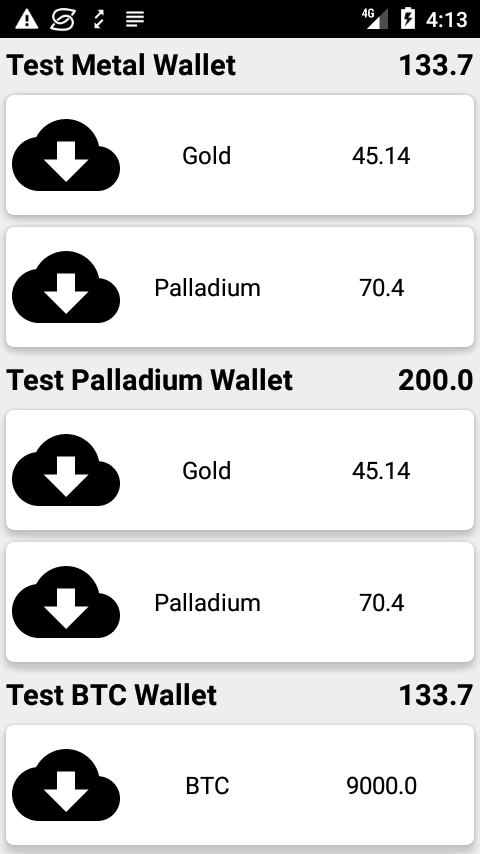 4G 4:13
Test Metal Wallet 133.7
Gold 45.14
Palladium 70.4
Test Palladium Wallet 200.0
Gold 45.14
Palladium 70.4
Test BTC Wallet 133.7
BTC 9000.0